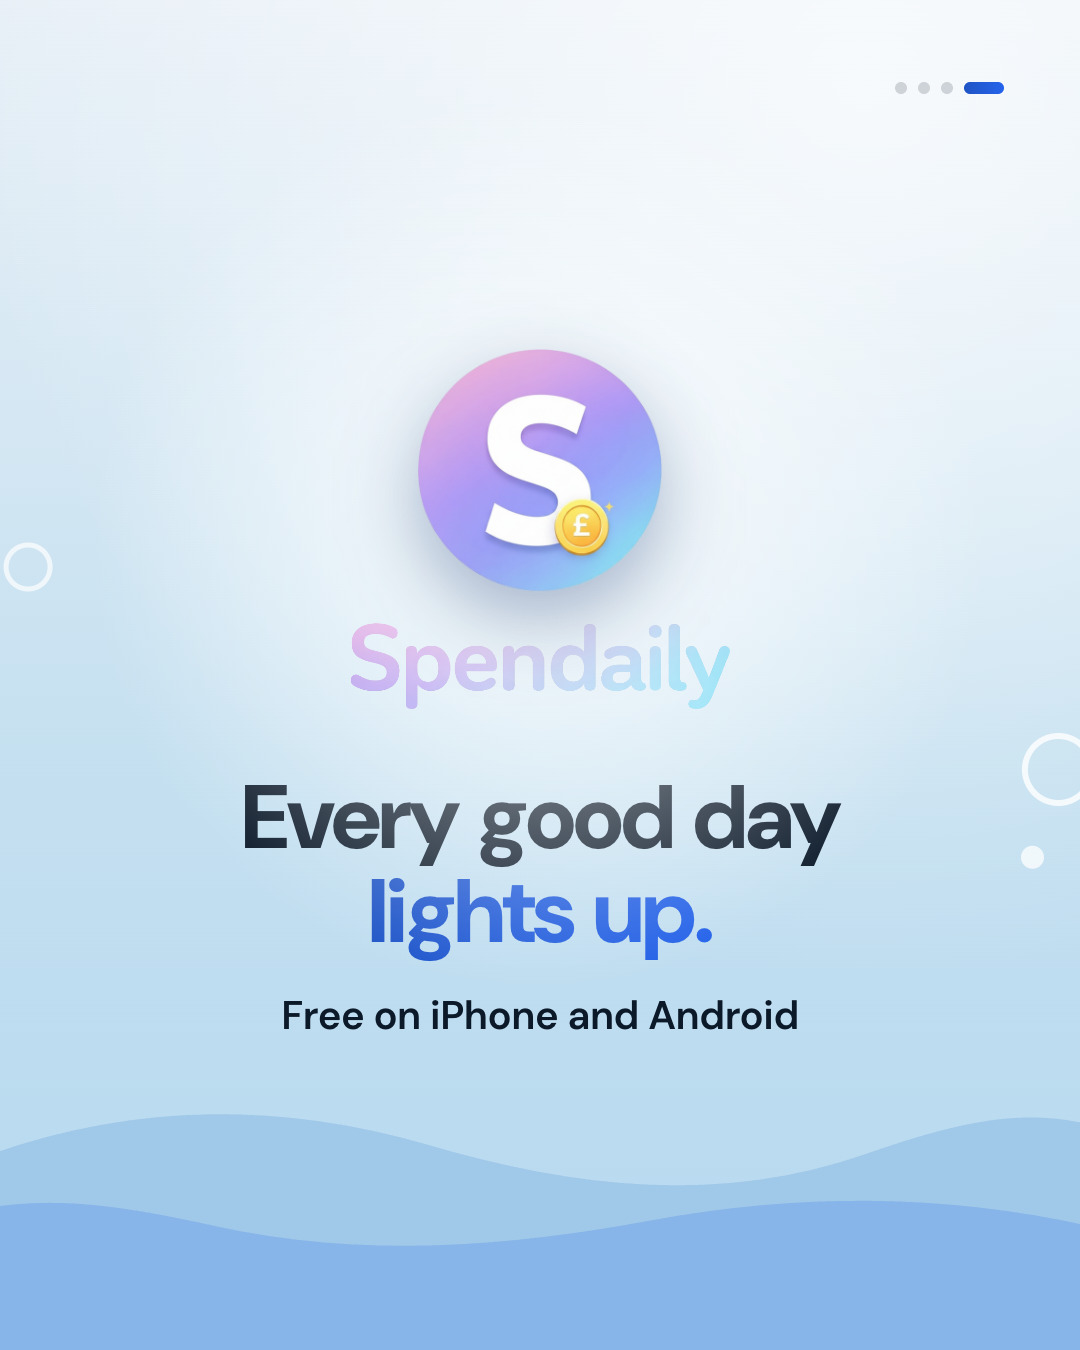 S
£
Spendaily
Every good day
lights up.
Free on iPhone and Android